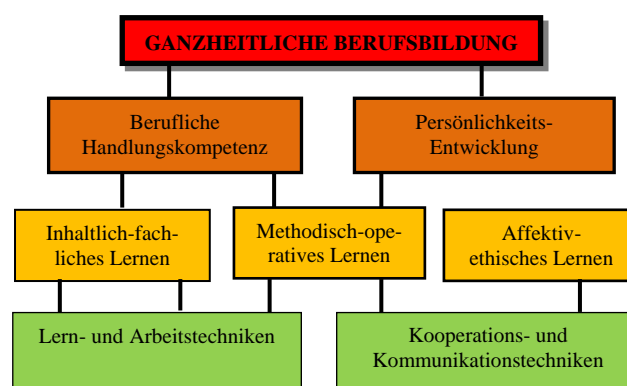 GANZHEITLICHE BERUFSBILDUNG
Berufliche
Handlungskompetenz
Persönlichkeits-
Entwicklung
Inhaltlich-fach-
liches Lernen
Methodisch-ope-
ratives Lernen
Affektiv-
ethisches Lernen
Lern- und Arbeitstechniken
Kooperations- und
Kommunikationstechniken